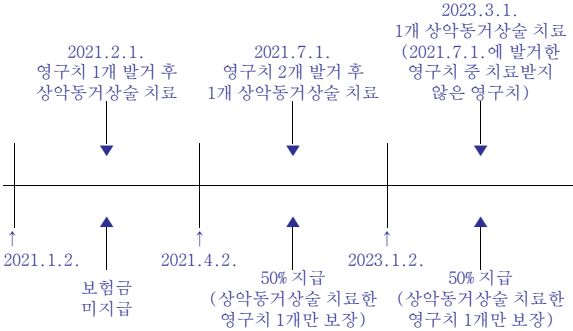 2021.2.1.
영구치 1개 발거 후
상악동거상술 치료
2021.7.1.
영구치 2개 발거 후
1개 상악동거상술 치료
2023.3.1.
1개 상악동거상술 치료
(2021.7.1.에 발거한
영구치 중 치료받지
않은 영구치)
↑
2021.1.2.
보험금
미지급
↑
2021.4.2.
50% 지급
(상악동거상술 치료한
영구치 1개만 보장)
↑
2023.1.2.
50% 지급
(상악동거상술 치료한
영구치 1개만 보장)